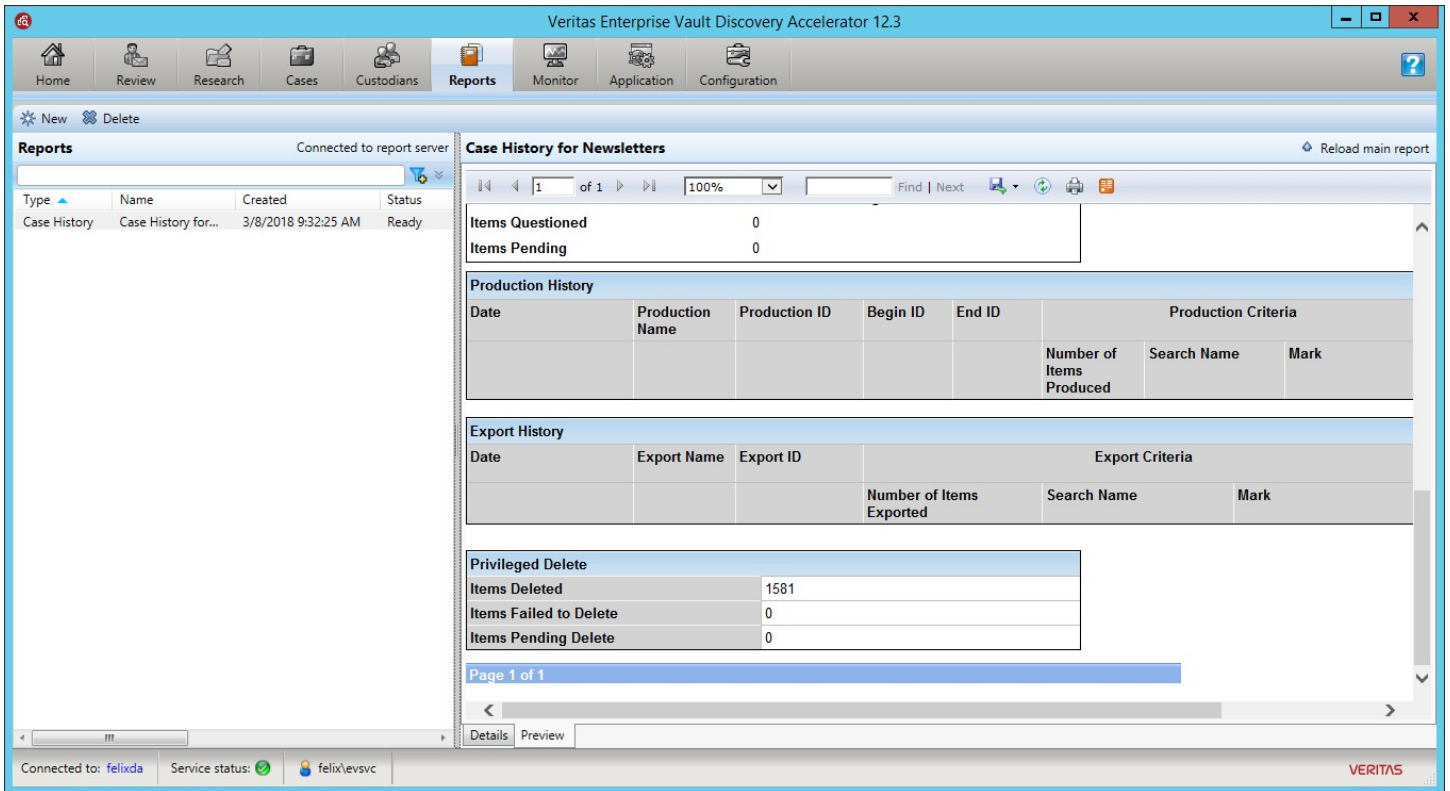 Veritas Enterprise Vault Discovery Accelerator 12.3
Home Review Research Cases Custodians Reports Monitor Application Configuration
New Delete
Reports Connected to report server
Type Name Created Status
Case History Case History for... 3/8/2018 9:32:25 AM Ready
Case History for Newsletters Reload main report
1 of 1 100% Find | Next
Items Questioned 0
Items Pending 0
Production History
Date Production Name Production ID Begin ID End ID Production Criteria
Number of Items Produced Search Name Mark
Export History
Date Export Name Export ID Export Criteria
Number of Items Exported Search Name Mark
Privileged Delete
Items Deleted 1581
Items Failed to Delete 0
Items Pending Delete 0
Page 1 of 1
Details Preview
Connected to: felixda Service status: felix\evsvc VERITAS